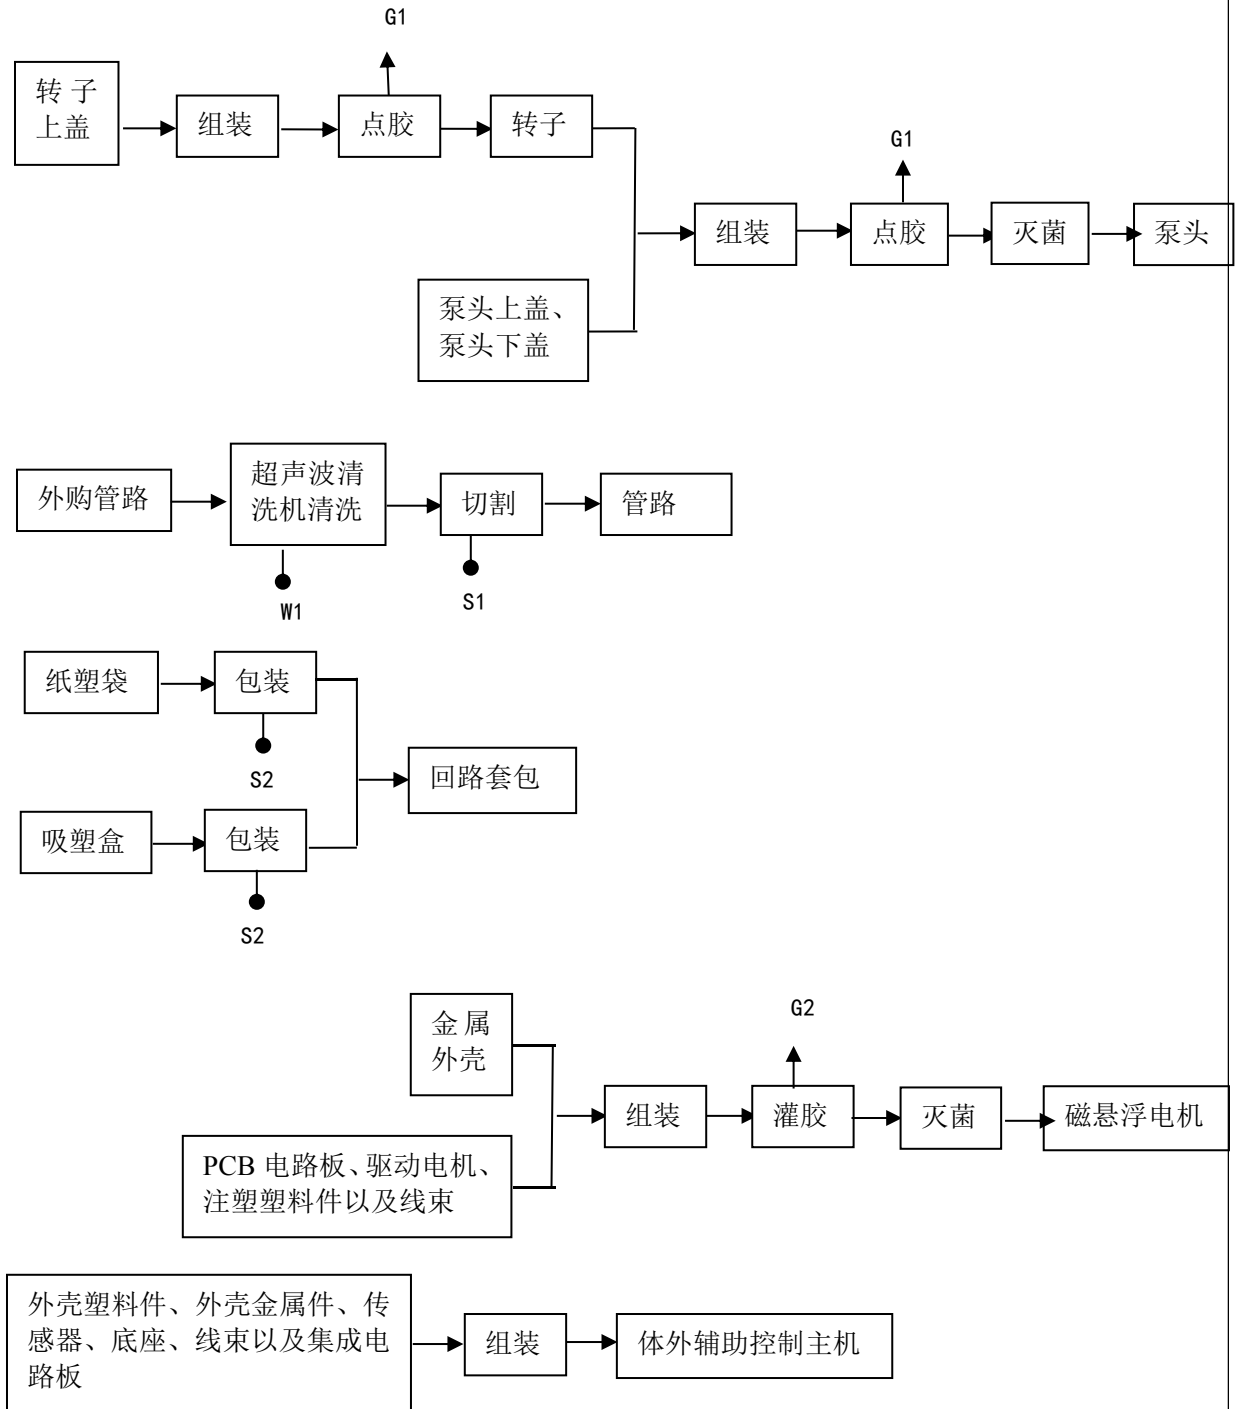 G1
转子
上盖
组装
点胶
转子
G1
组装
点胶
灭菌
泵头
泵头上盖、
泵头下盖
外购管路
超声波清
洗机清洗
切割
管路
W1
S1
纸塑袋
包装
S2
回路套包
吸塑盒
包装
S2
金属
外壳
G2
组装
灌胶
灭菌
磁悬浮电机
PCB 电路板、驱动电机、
注塑塑料件以及线束
外壳塑料件、外壳金属件、传
感器、底座、线束以及集成电
路板
组装
体外辅助控制主机